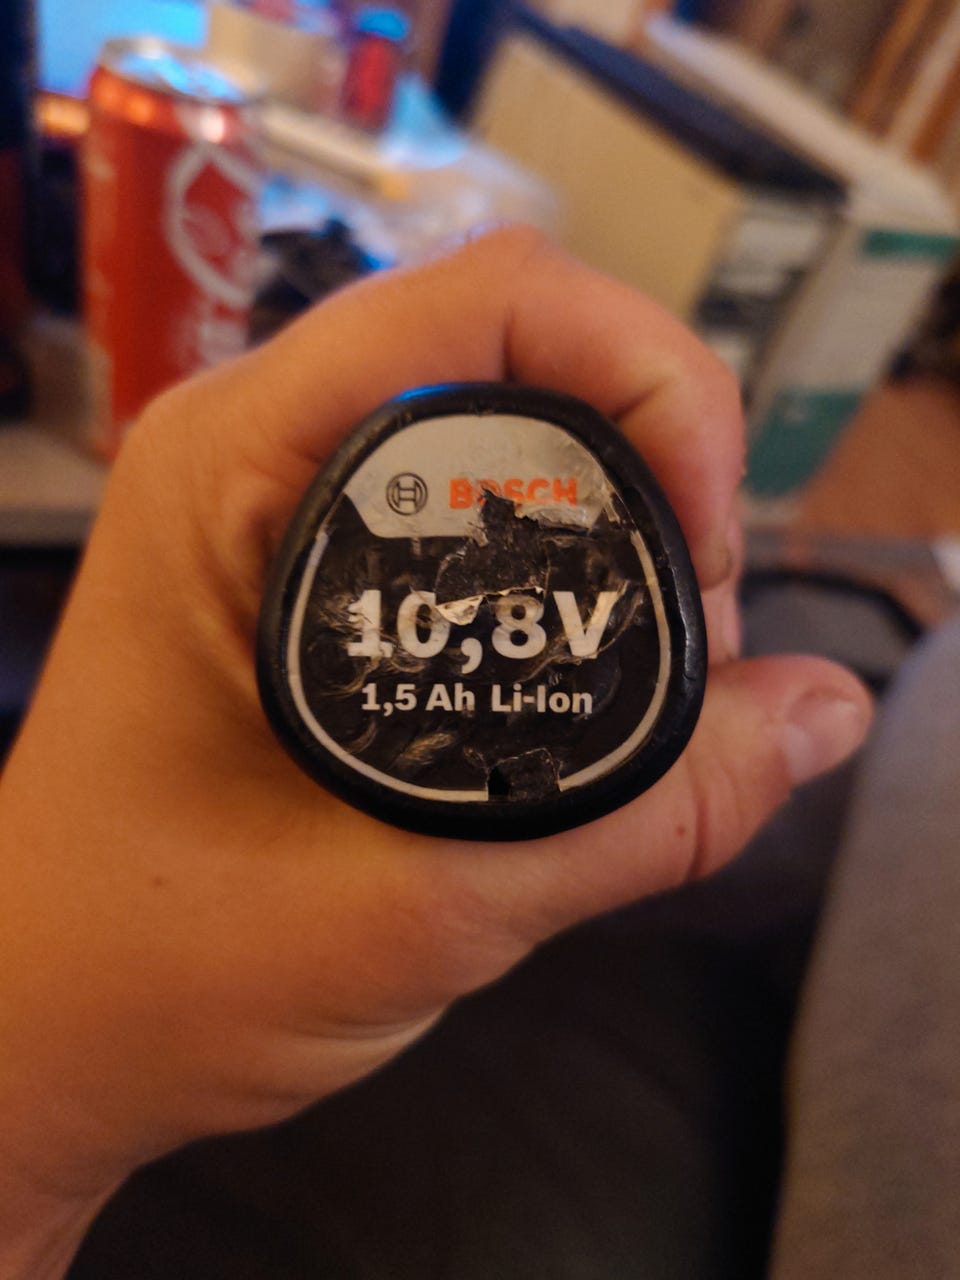 BOSCH
10,8V
1,5 Ah Li-Ion